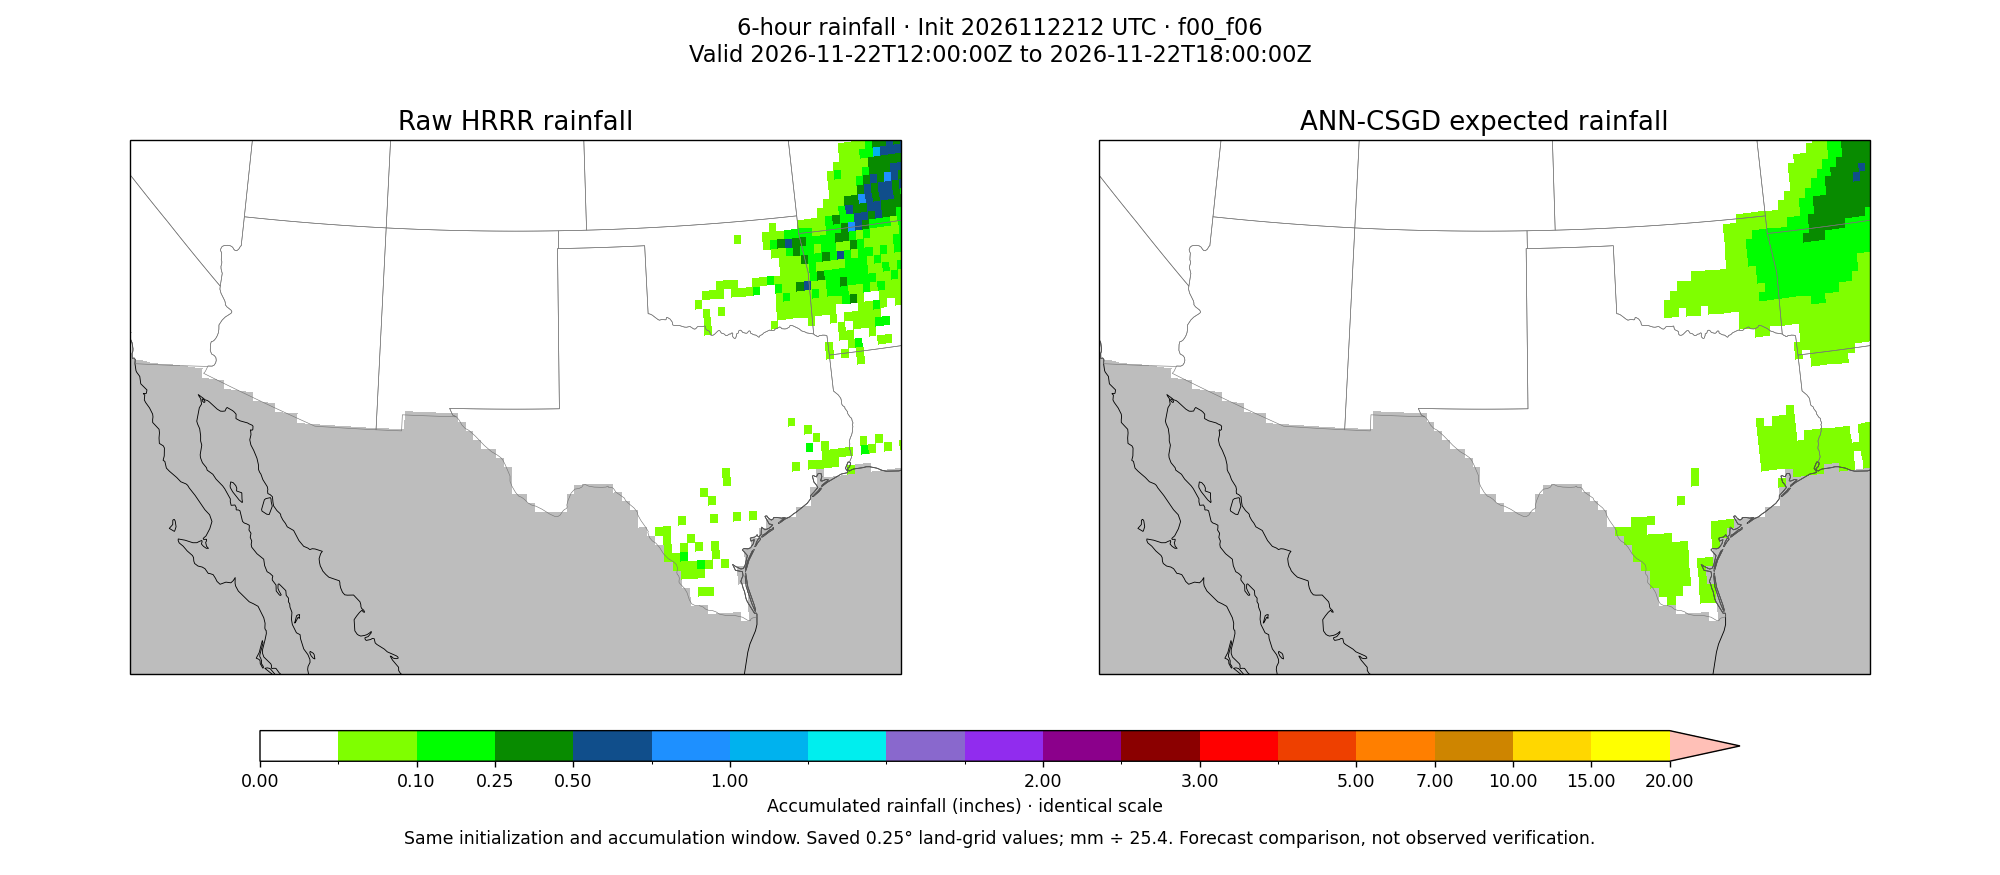 6-hour rainfall · Init 2026112212 UTC · f00_f06
Valid 2026-11-22T12:00:00Z to 2026-11-22T18:00:00Z
Raw HRRR rainfall
ANN-CSGD expected rainfall
0.00 0.10 0.25 0.50 1.00 2.00 3.00 5.00 7.00 10.00 15.00 20.00
Accumulated rainfall (inches) · identical scale
Same initialization and accumulation window. Saved 0.25° land-grid values; mm ÷ 25.4. Forecast comparison, not observed verification.